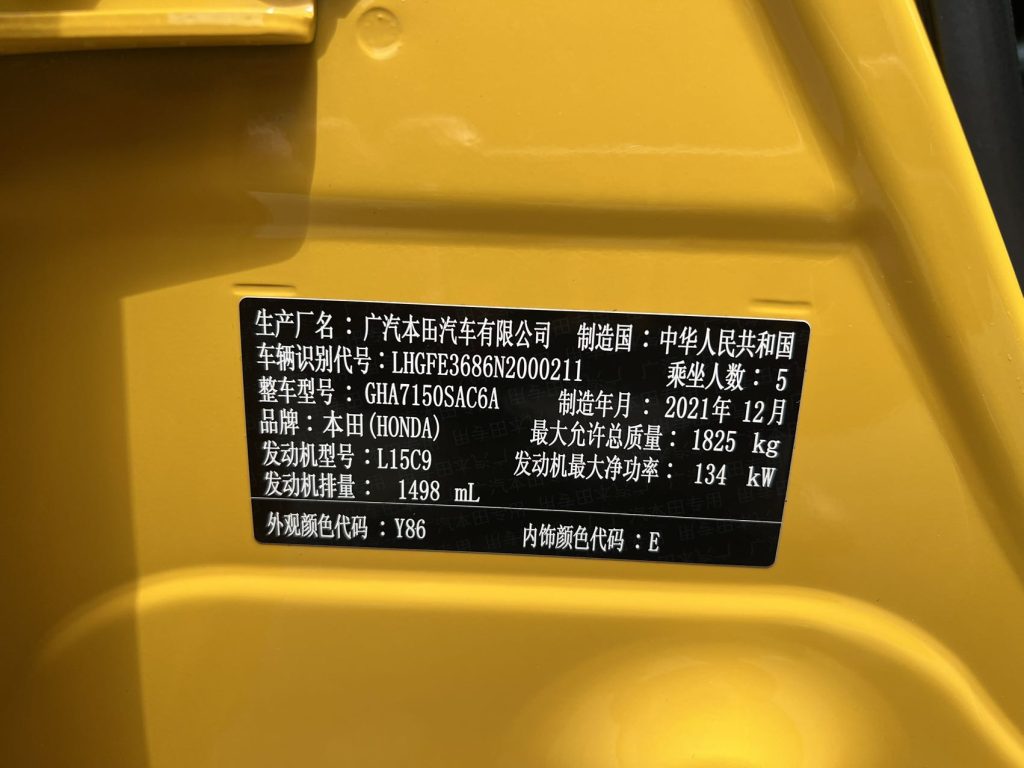 生产厂名：广汽本田汽车有限公司 制造国：中华人民共和国
车辆识别代号：LHGFE3686N2000211 乘坐人数：5
整车型号：GHA7150SAC6A 制造年月：2021年12月
品牌：本田(HONDA) 最大允许总质量：1825 kg
发动机型号：L15C9 发动机最大净功率：134 kW
发动机排量：1498 mL
外观颜色代码：Y86 内饰颜色代码：E